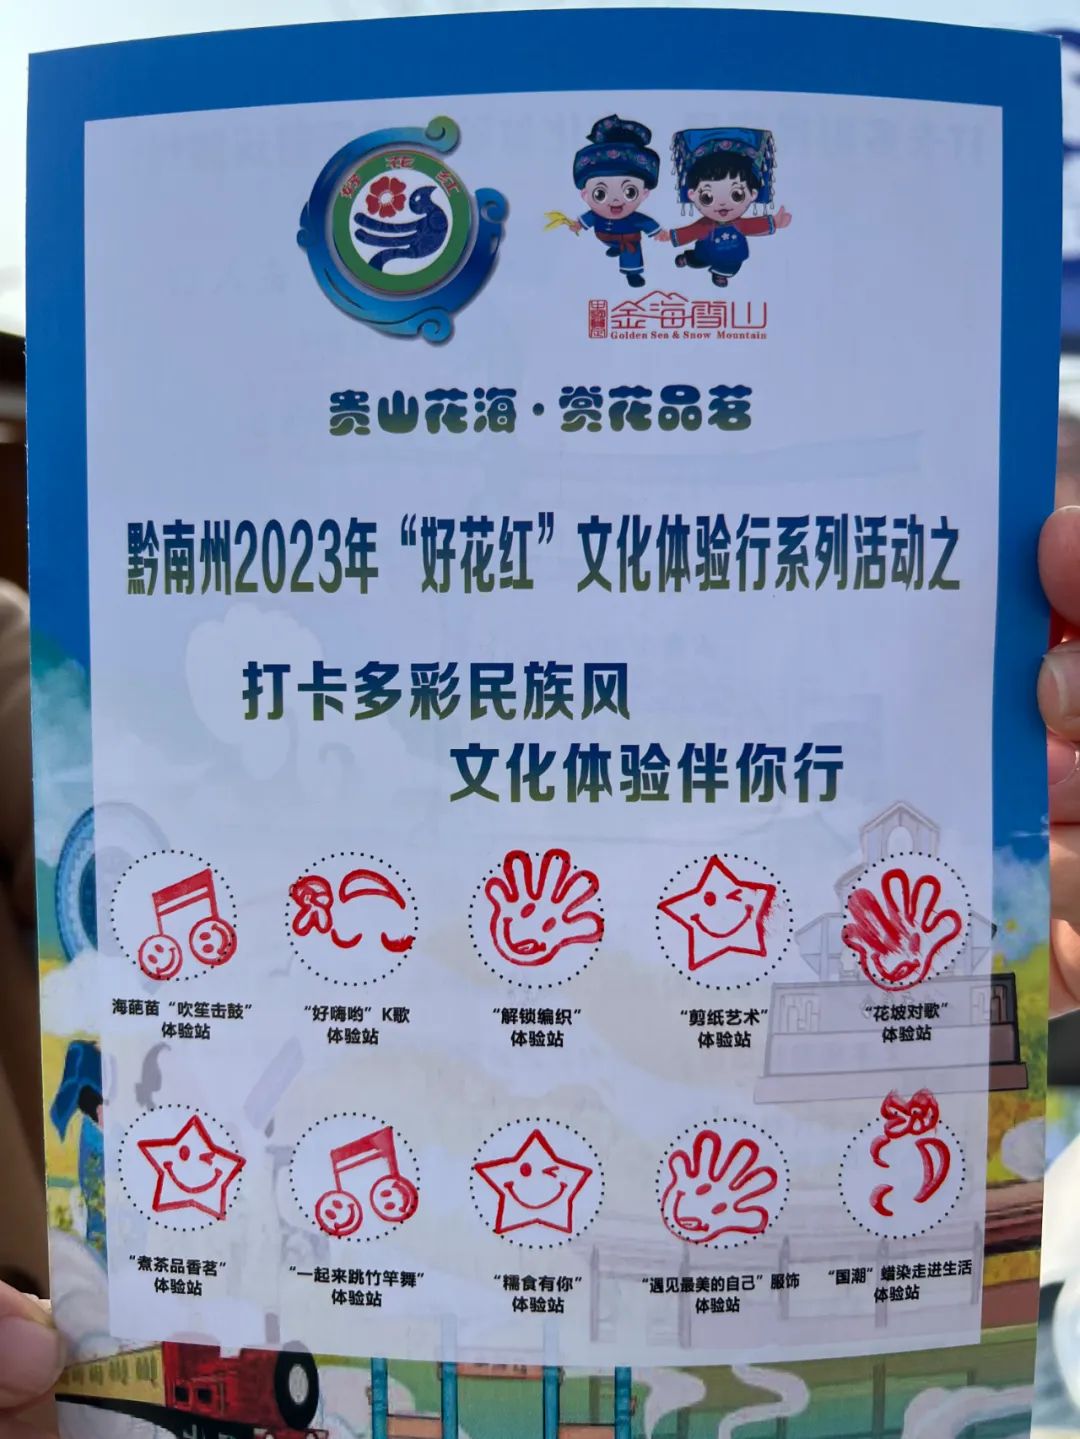 好花红
金海雪山
Golden Sea & Snow Mountain
贵山花海·赏花品茗
黔南州2023年“好花红”文化体验行系列活动之
打卡多彩民族风
文化体验伴你行
海葩苗“吹笙击鼓”
体验站
“好嗨哟”K歌
体验站
“解锁编织”
体验站
“剪纸艺术”
体验站
“花坡对歌”
体验站
“煮茶品香茗”
体验站
“一起来跳竹竿舞”
体验站
“糯食有你”
体验站
“遇见最美的自己”服饰
体验站
“国潮”蜡染走进生活
体验站